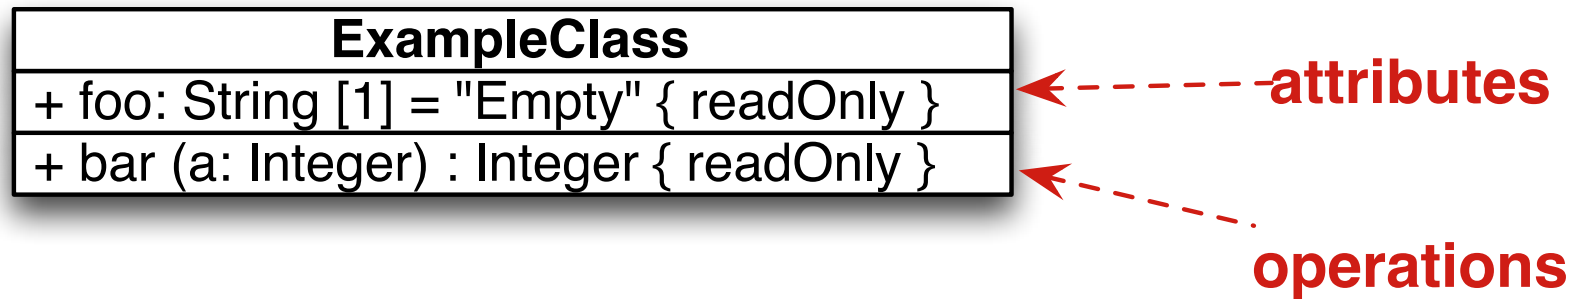 ExampleClass
+ foo: String [1] = "Empty" { readOnly }
attributes
+ bar (a: Integer) : Integer { readOnly }
operations